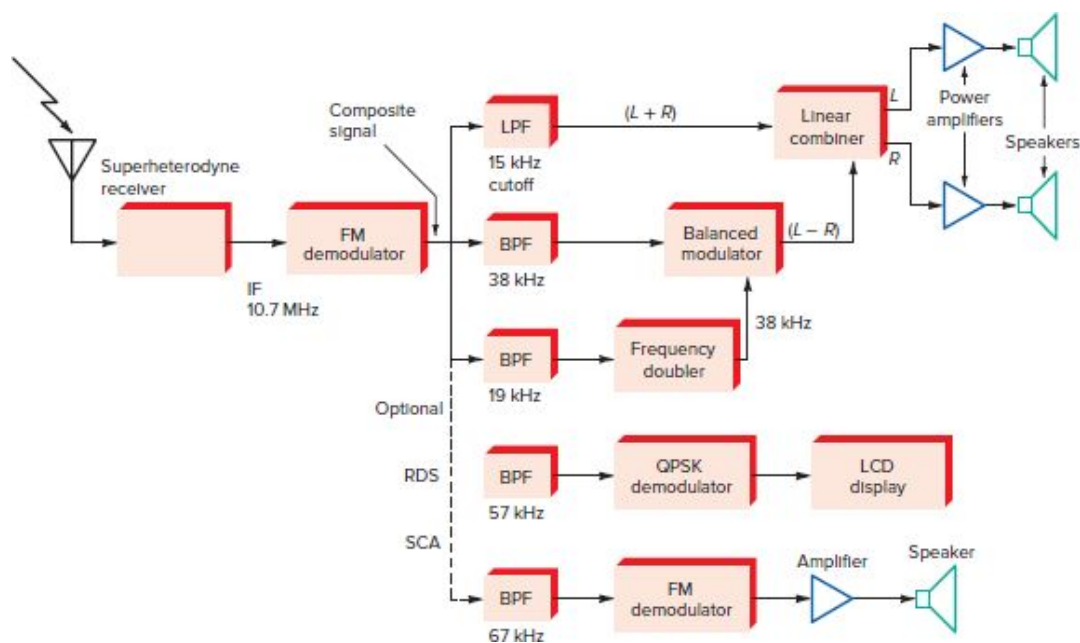 Superheterodyne
receiver
IF
10.7 MHz
FM
demodulator
Composite
signal
LPF
15 kHz
cutoff
(L + R)
Linear
combiner
L
R
Power
amplifiers
Speakers
BPF
38 kHz
Balanced
modulator
(L − R)
38 kHz
BPF
19 kHz
Frequency
doubler
Optional
RDS
BPF
57 kHz
QPSK
demodulator
LCD
display
SCA
BPF
67 kHz
FM
demodulator
Amplifier
Speaker